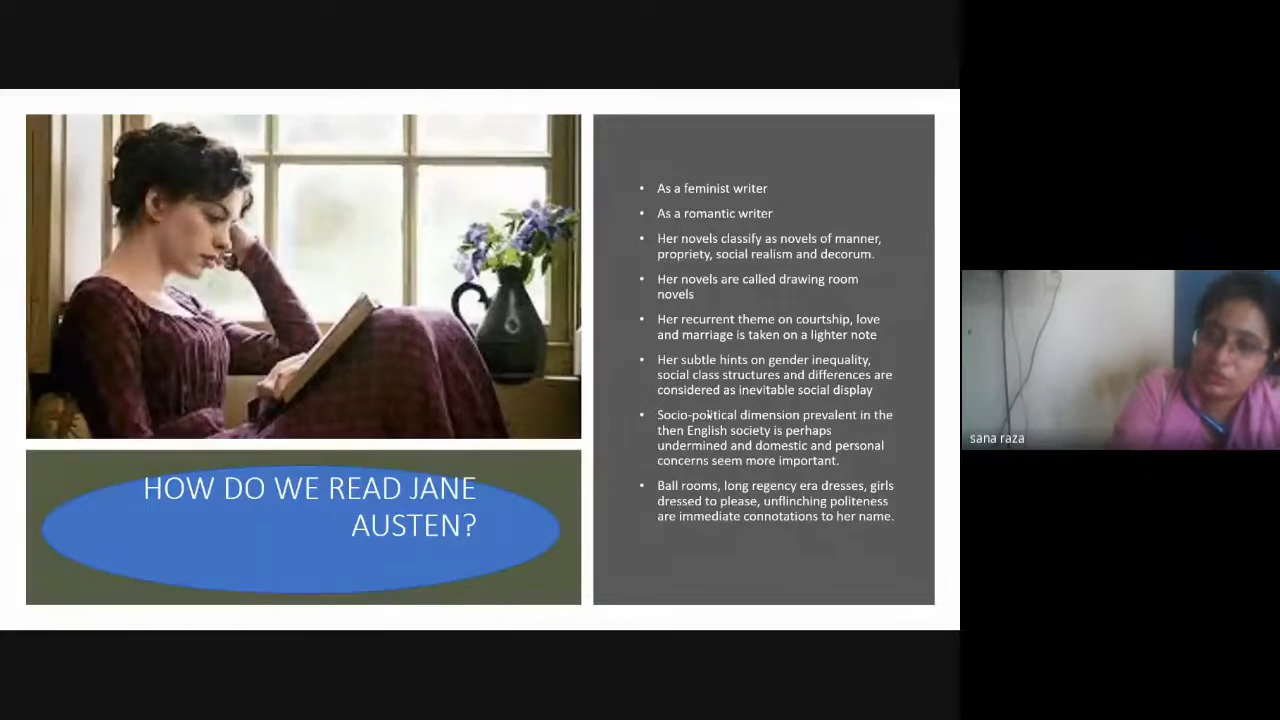 HOW DO WE READ JANE
AUSTEN?
• As a feminist writer
• As a romantic writer
• Her novels classify as novels of manner,
propriety, social realism and decorum.
• Her novels are called drawing room
novels
• Her recurrent theme on courtship, love
and marriage is taken on a lighter note
• Her subtle hints on gender inequality,
social class structures and differences are
considered as inevitable social display
• Socio-political dimension prevalent in the
then English society is perhaps
undermined and domestic and personal
concerns seem more important.
• Ball rooms, long regency era dresses, girls
dressed to please, unflinching politeness
are immediate connotations to her name.
sana raza